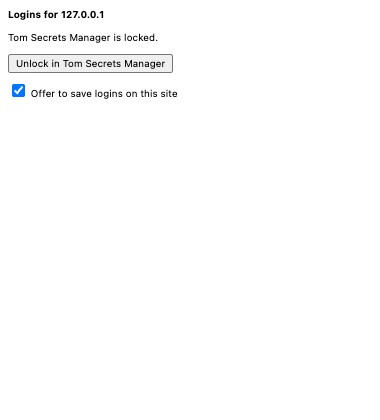 Logins for 127.0.0.1
Tom Secrets Manager is locked.
Unlock in Tom Secrets Manager
Offer to save logins on this site